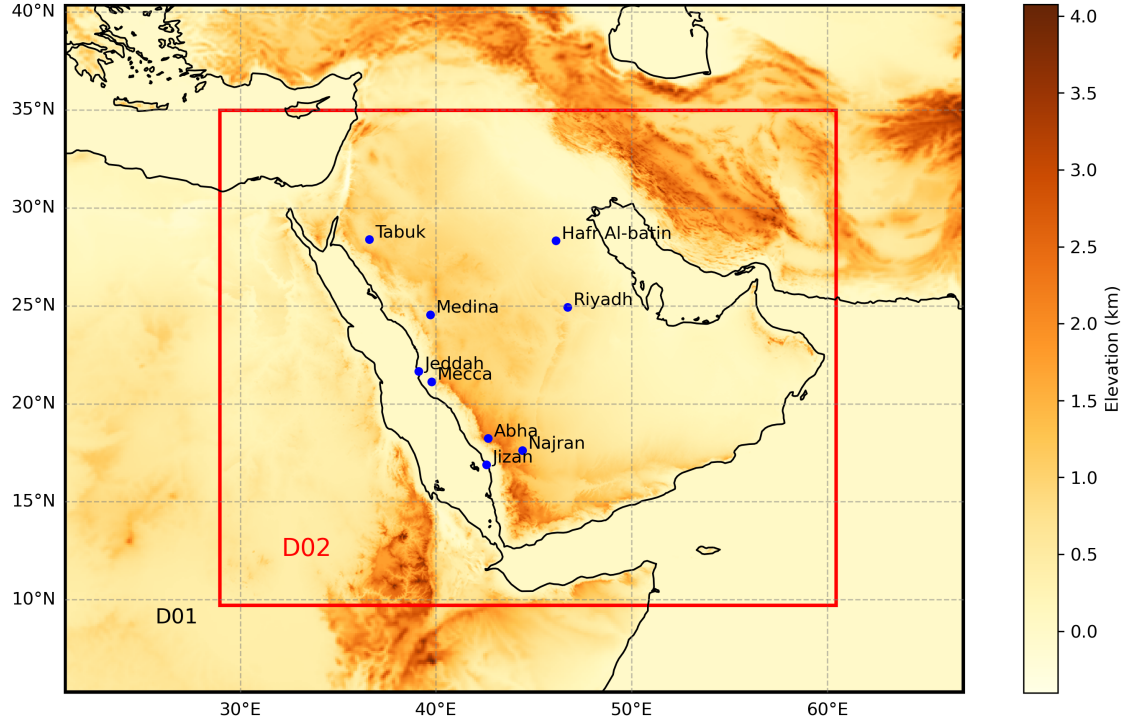 40°N
35°N
30°N
25°N
20°N
15°N
10°N
Tabuk
Hafr Al-batin
Medina
Riyadh
Jeddah
Mecca
Abha
Najran
Jizan
D02
D01
30°E
40°E
50°E
60°E
4.0
3.5
3.0
2.5
2.0
1.5
1.0
0.5
0.0
Elevation (km)